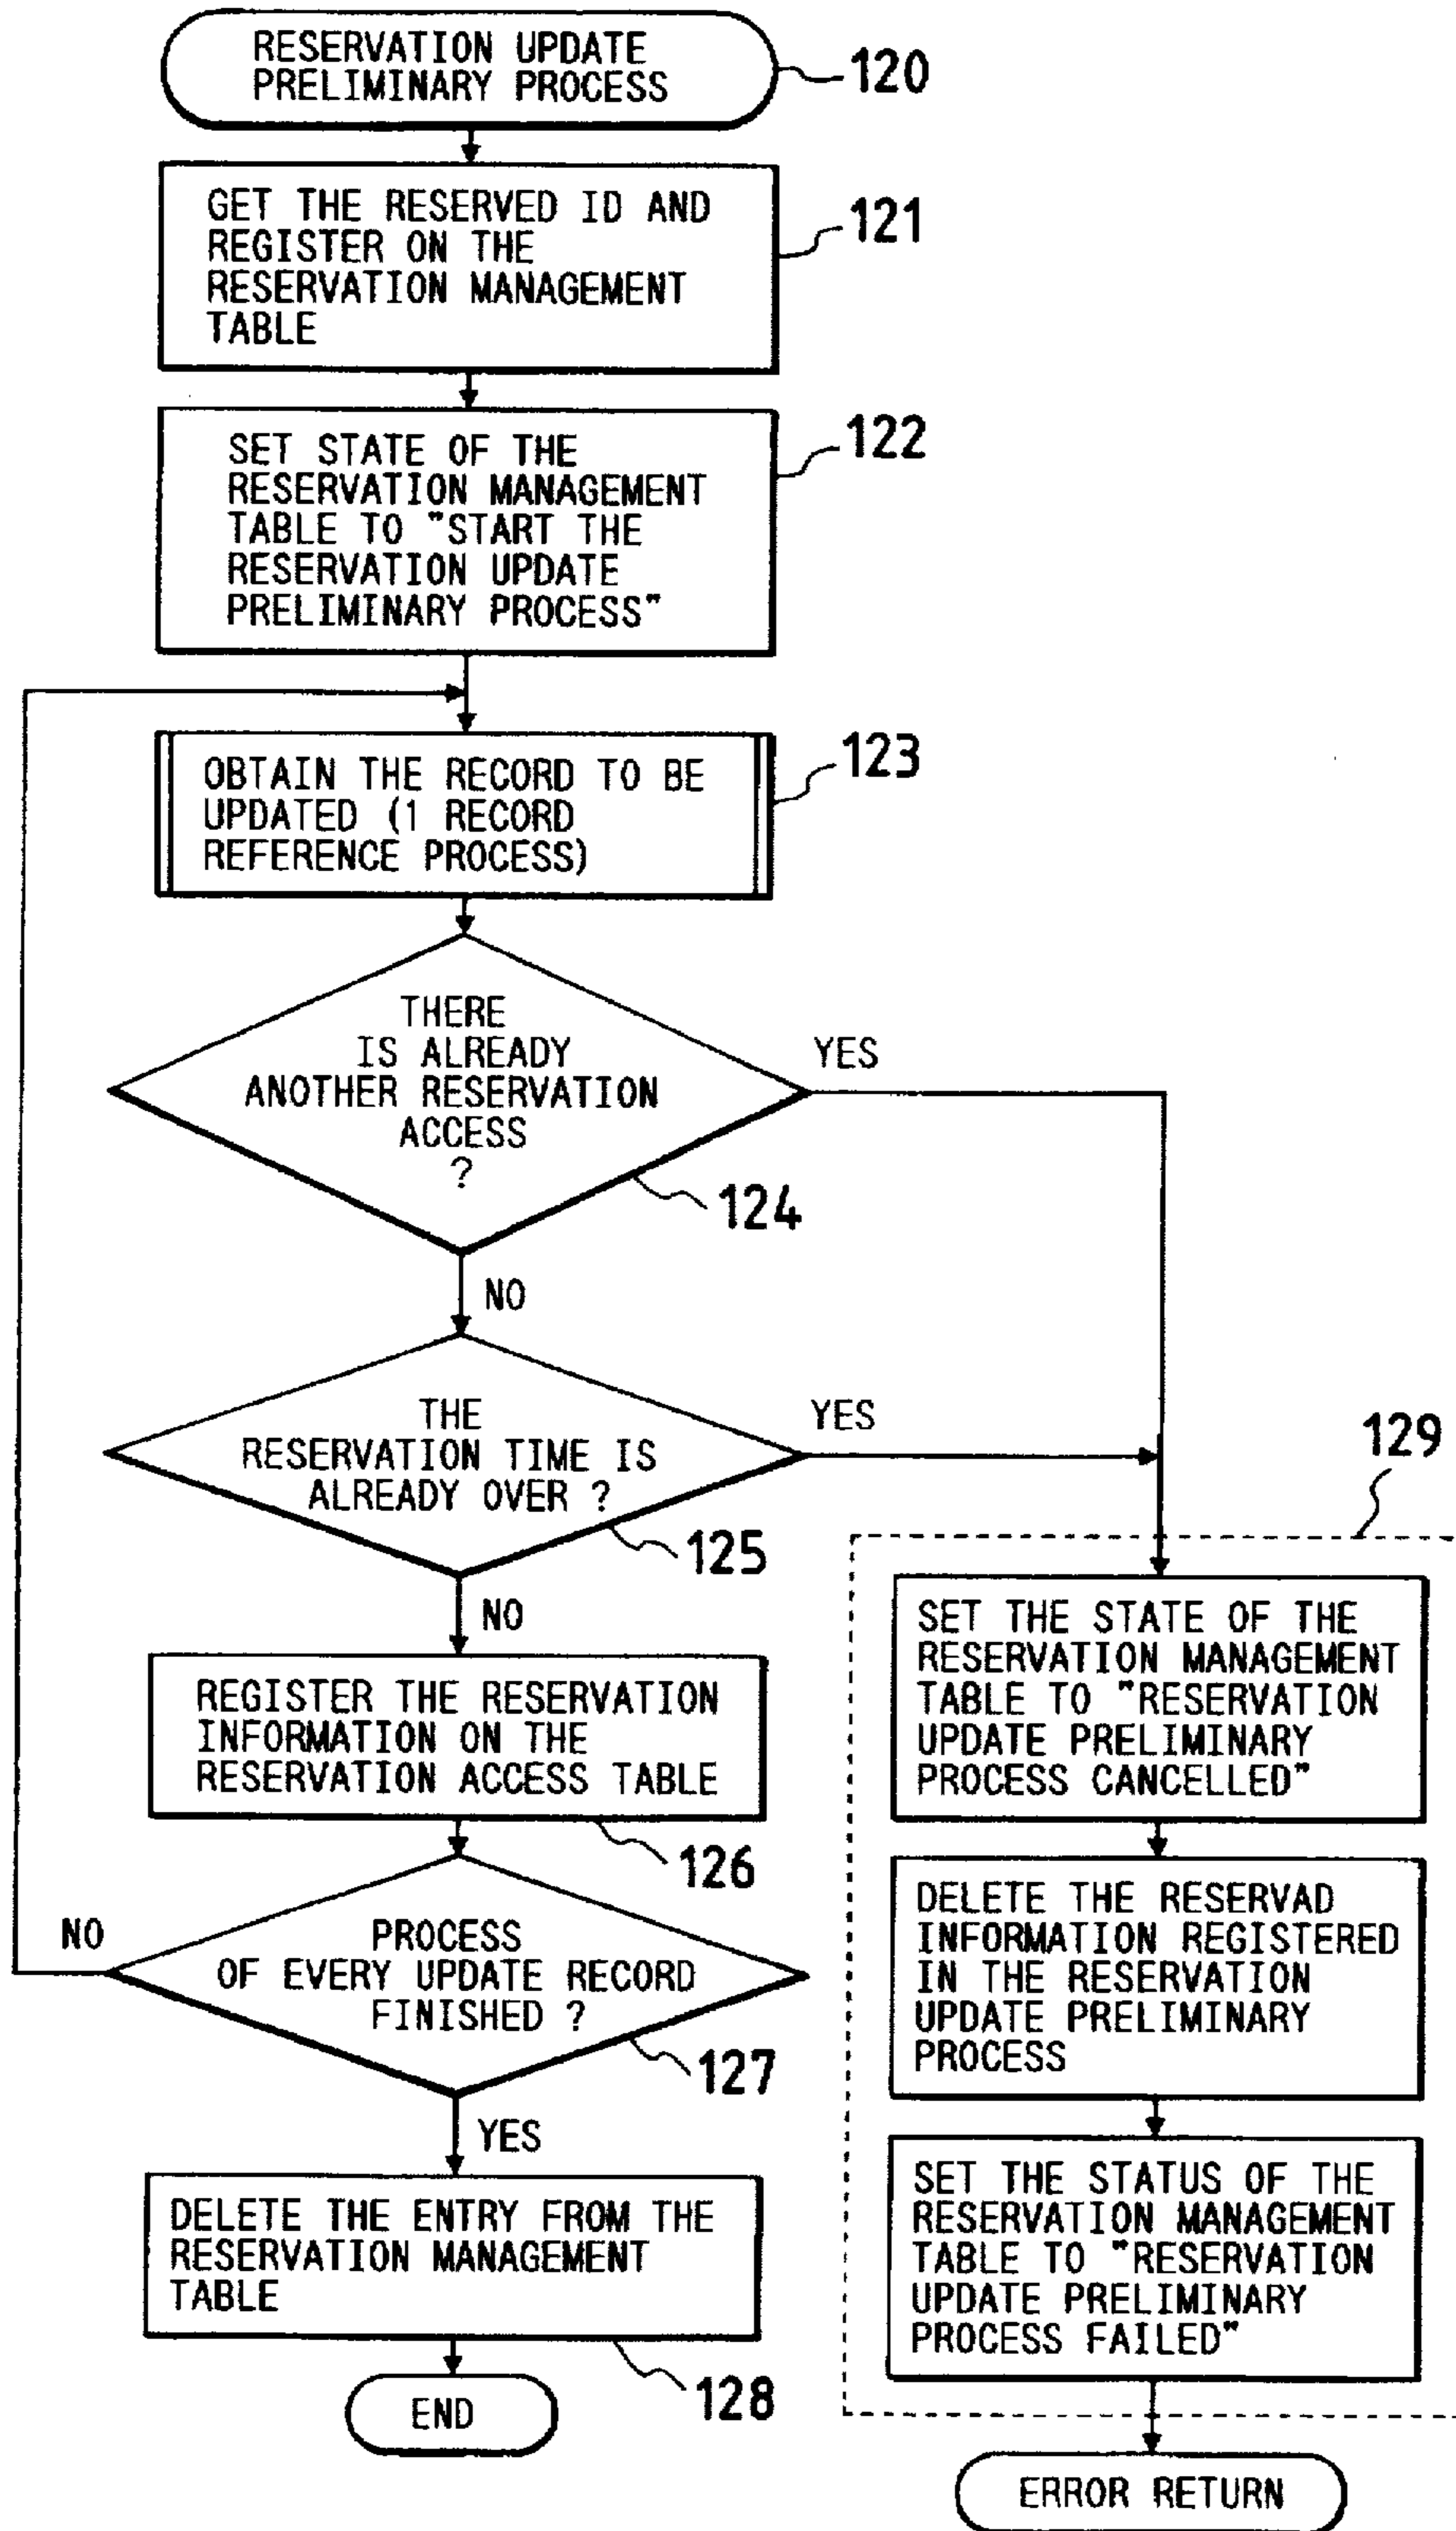 RESERVATION UPDATE
PRELIMINARY PROCESS
120
GET THE RESERVED ID AND
REGISTER ON THE
RESERVATION MANAGEMENT
TABLE
121
SET STATE OF THE
RESERVATION MANAGEMENT
TABLE TO "START THE
RESERVATION UPDATE
PRELIMINARY PROCESS"
122
OBTAIN THE RECORD TO BE
UPDATED (1 RECORD
REFERENCE PROCESS)
123
THERE
IS ALREADY
ANOTHER RESERVATION
ACCESS
?
YES
124
NO
THE
RESERVATION TIME IS
ALREADY OVER ?
YES
125
NO
REGISTER THE RESERVATION
INFORMATION ON THE
RESERVATION ACCESS TABLE
126
PROCESS
OF EVERY UPDATE RECORD
FINISHED ?
NO
127
YES
DELETE THE ENTRY FROM THE
RESERVATION MANAGEMENT
TABLE
128
END
129
SET THE STATE OF THE
RESERVATION MANAGEMENT
TABLE TO "RESERVATION
UPDATE PRELIMINARY
PROCESS CANCELLED"
DELETE THE RESERVAD
INFORMATION REGISTERED
IN THE RESERVATION
UPDATE PRELIMINARY
PROCESS
SET THE STATUS OF THE
RESERVATION MANAGEMENT
TABLE TO "RESERVATION
UPDATE PRELIMINARY
PROCESS FAILED"
ERROR RETURN